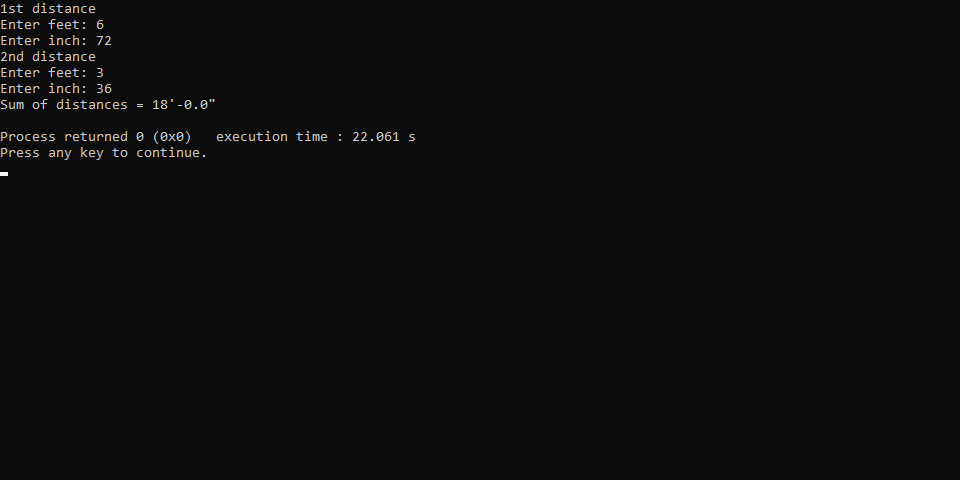 1st distance
Enter feet: 6
Enter inch: 72
2nd distance
Enter feet: 3
Enter inch: 36
Sum of distances = 18'-0.0"
Process returned 0 (0x0)   execution time : 22.061 s
Press any key to continue.